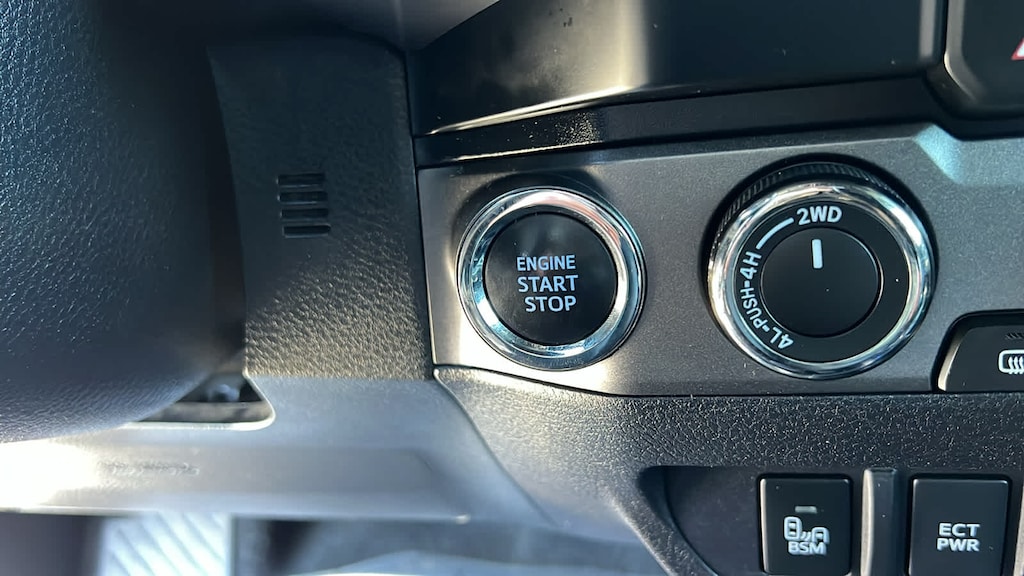 ENGINE
START
STOP
2WD
4L-PUSH-4H
BSM
ECT
PWR